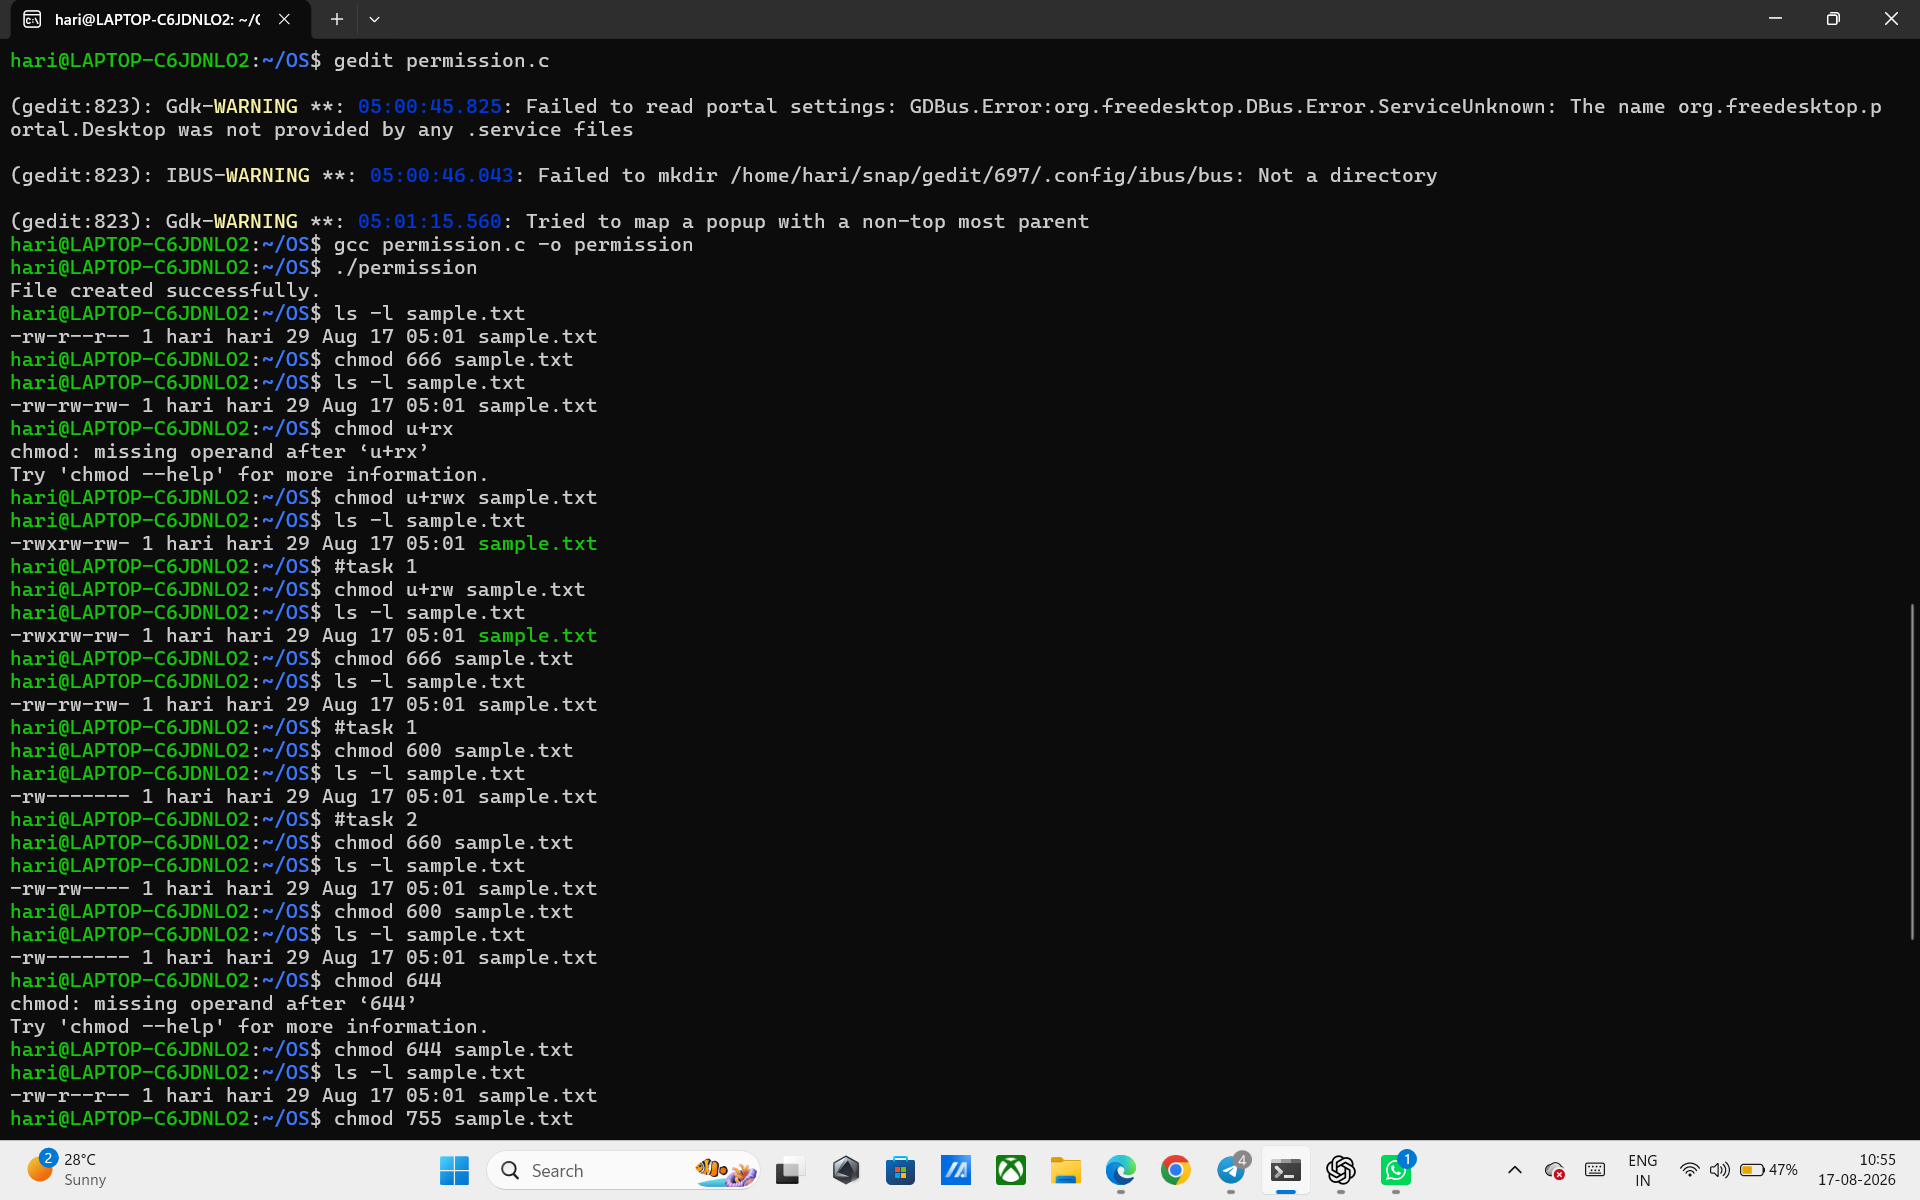 hari@LAPTOP-C6JDNLO2: ~/O
hari@LAPTOP-C6JDNLO2:~/OS$ gedit permission.c
(gedit:823): Gdk-WARNING **: 05:00:45.825: Failed to read portal settings: GDBus.Error:org.freedesktop.DBus.Error.ServiceUnknown: The name org.freedesktop.p
ortal.Desktop was not provided by any .service files
(gedit:823): IBUS-WARNING **: 05:00:46.043: Failed to mkdir /home/hari/snap/gedit/697/.config/ibus/bus: Not a directory
(gedit:823): Gdk-WARNING **: 05:01:15.560: Tried to map a popup with a non-top most parent
hari@LAPTOP-C6JDNLO2:~/OS$ gcc permission.c -o permission
hari@LAPTOP-C6JDNLO2:~/OS$ ./permission
File created successfully.
hari@LAPTOP-C6JDNLO2:~/OS$ ls -l sample.txt
-rw-r--r-- 1 hari hari 29 Aug 17 05:01 sample.txt
hari@LAPTOP-C6JDNLO2:~/OS$ chmod 666 sample.txt
hari@LAPTOP-C6JDNLO2:~/OS$ ls -l sample.txt
-rw-rw-rw- 1 hari hari 29 Aug 17 05:01 sample.txt
hari@LAPTOP-C6JDNLO2:~/OS$ chmod u+rx
chmod: missing operand after ‘u+rx’
Try 'chmod --help' for more information.
hari@LAPTOP-C6JDNLO2:~/OS$ chmod u+rwx sample.txt
hari@LAPTOP-C6JDNLO2:~/OS$ ls -l sample.txt
-rwxrw-rw- 1 hari hari 29 Aug 17 05:01 sample.txt
hari@LAPTOP-C6JDNLO2:~/OS$ #task 1
hari@LAPTOP-C6JDNLO2:~/OS$ chmod u+rw sample.txt
hari@LAPTOP-C6JDNLO2:~/OS$ ls -l sample.txt
-rwxrw-rw- 1 hari hari 29 Aug 17 05:01 sample.txt
hari@LAPTOP-C6JDNLO2:~/OS$ chmod 666 sample.txt
hari@LAPTOP-C6JDNLO2:~/OS$ ls -l sample.txt
-rw-rw-rw- 1 hari hari 29 Aug 17 05:01 sample.txt
hari@LAPTOP-C6JDNLO2:~/OS$ #task 1
hari@LAPTOP-C6JDNLO2:~/OS$ chmod 600 sample.txt
hari@LAPTOP-C6JDNLO2:~/OS$ ls -l sample.txt
-rw------- 1 hari hari 29 Aug 17 05:01 sample.txt
hari@LAPTOP-C6JDNLO2:~/OS$ #task 2
hari@LAPTOP-C6JDNLO2:~/OS$ chmod 660 sample.txt
hari@LAPTOP-C6JDNLO2:~/OS$ ls -l sample.txt
-rw-rw---- 1 hari hari 29 Aug 17 05:01 sample.txt
hari@LAPTOP-C6JDNLO2:~/OS$ chmod 600 sample.txt
hari@LAPTOP-C6JDNLO2:~/OS$ ls -l sample.txt
-rw------- 1 hari hari 29 Aug 17 05:01 sample.txt
hari@LAPTOP-C6JDNLO2:~/OS$ chmod 644
chmod: missing operand after ‘644’
Try 'chmod --help' for more information.
hari@LAPTOP-C6JDNLO2:~/OS$ chmod 644 sample.txt
hari@LAPTOP-C6JDNLO2:~/OS$ ls -l sample.txt
-rw-r--r-- 1 hari hari 29 Aug 17 05:01 sample.txt
hari@LAPTOP-C6JDNLO2:~/OS$ chmod 755 sample.txt
2
28°C
Sunny
Search
4
1
ENG
IN
47%
10:55
17-08-2026